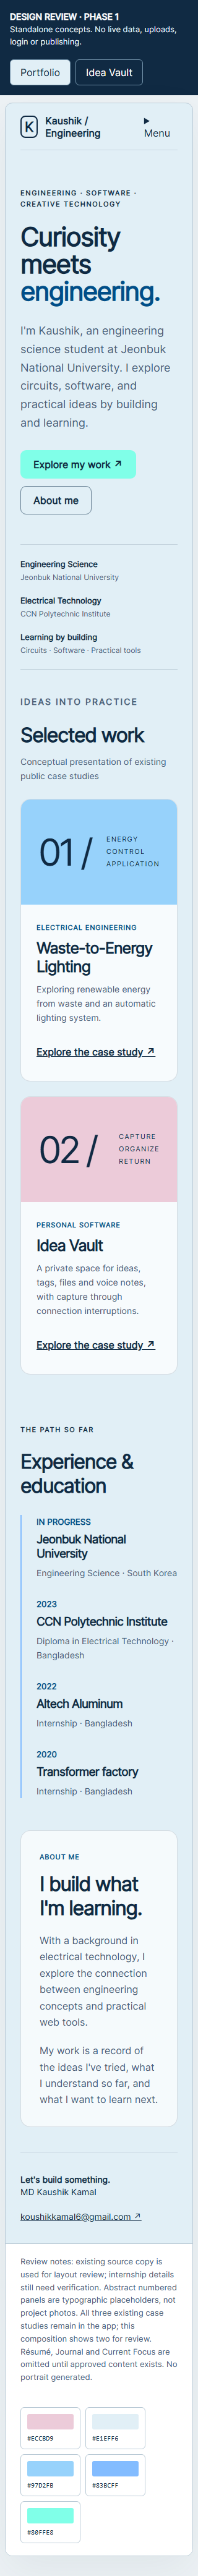 DESIGN REVIEW · PHASE 1
Standalone concepts. No live data, uploads,
login or publishing.
Portfolio
Idea Vault
K
Kaushik /
Engineering
▶
Menu
ENGINEERING · SOFTWARE ·
CREATIVE TECHNOLOGY
Curiosity
meets
engineering.
I'm Kaushik, an engineering
science student at Jeonbuk
National University. I explore
circuits, software, and
practical ideas by building
and learning.
Explore my work ↗
About me
Engineering Science
Jeonbuk National University
Electrical Technology
CCN Polytechnic Institute
Learning by building
Circuits · Software · Practical tools
IDEAS INTO PRACTICE
Selected work
Conceptual presentation of existing
public case studies
01 /
ENERGY
CONTROL
APPLICATION
ELECTRICAL ENGINEERING
Waste-to-Energy
Lighting
Exploring renewable energy
from waste and an automatic
lighting system.
Explore the case study ↗
02 /
CAPTURE
ORGANIZE
RETURN
PERSONAL SOFTWARE
Idea Vault
A private space for ideas,
tags, files and voice notes,
with capture through
connection interruptions.
Explore the case study ↗
THE PATH SO FAR
Experience &
education
IN PROGRESS
Jeonbuk National
University
Engineering Science · South Korea
2023
CCN Polytechnic Institute
Diploma in Electrical Technology ·
Bangladesh
2022
Altech Aluminum
Internship · Bangladesh
2020
Transformer factory
Internship · Bangladesh
ABOUT ME
I build what
I'm learning.
With a background in
electrical technology, I
explore the connection
between engineering
concepts and practical
web tools.
My work is a record of
the ideas I've tried, what
I understand so far, and
what I want to learn next.
Let's build something.
MD Kaushik Kamal
koushikkamal6@gmail.com ↗
Review notes: existing source copy is
used for layout review; internship details
still need verification. Abstract numbered
panels are typographic placeholders, not
project photos. All three existing case
studies remain in the app; this
composition shows two for review.
Résumé, Journal and Current Focus are
omitted until approved content exists. No
portrait generated.
#ECCBD9
#E1EFF6
#97D2FB
#83BCFF
#80FFE8